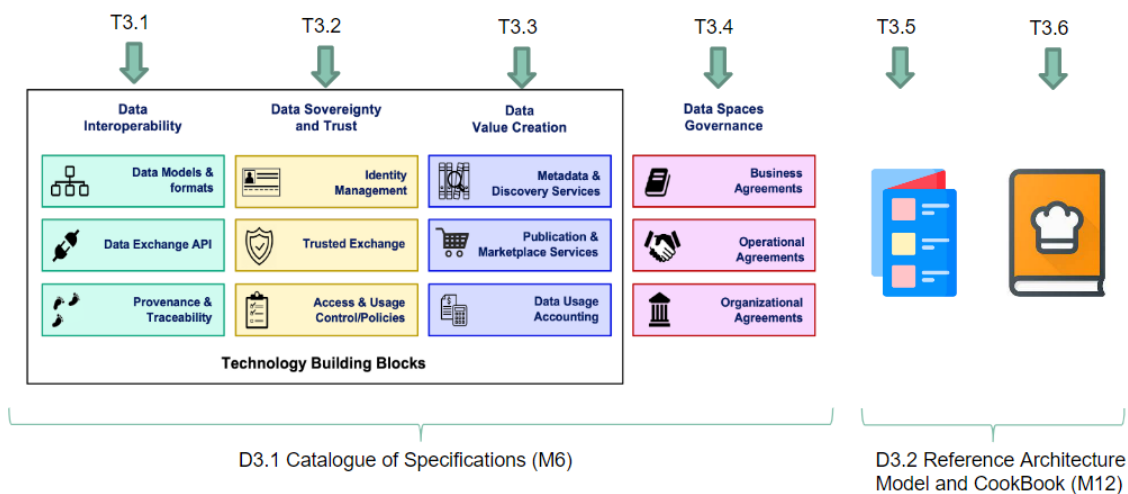 T3.1
T3.2
T3.3
T3.4
T3.5
T3.6
Data
Interoperability
Data Sovereignty
and Trust
Data
Value Creation
Data Spaces
Governance
Data Models &
formats
Identity
Management
Metadata &
Discovery Services
Business
Agreements
Data Exchange API
Trusted Exchange
Publication &
Marketplace Services
Operational
Agreements
Provenance &
Traceability
Access & Usage
Control/Policies
Data Usage
Accounting
Organizational
Agreements
Technology Building Blocks
D3.1 Catalogue of Specifications (M6)
D3.2 Reference Architecture
Model and CookBook (M12)